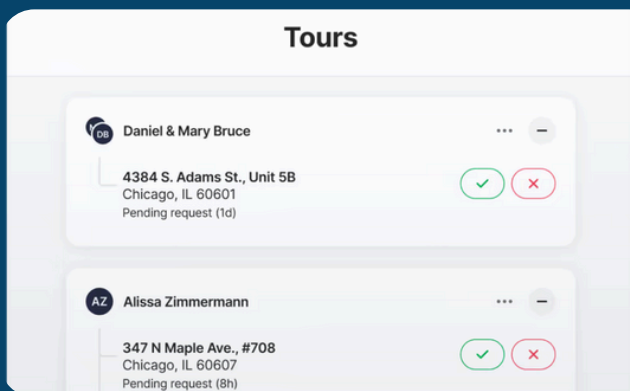 Tours
DB
Daniel & Mary Bruce
4384 S. Adams St., Unit 5B
Chicago, IL 60601
Pending request (1d)
AZ
Alissa Zimmermann
347 N Maple Ave., #708
Chicago, IL 60607
Pending request (8h)